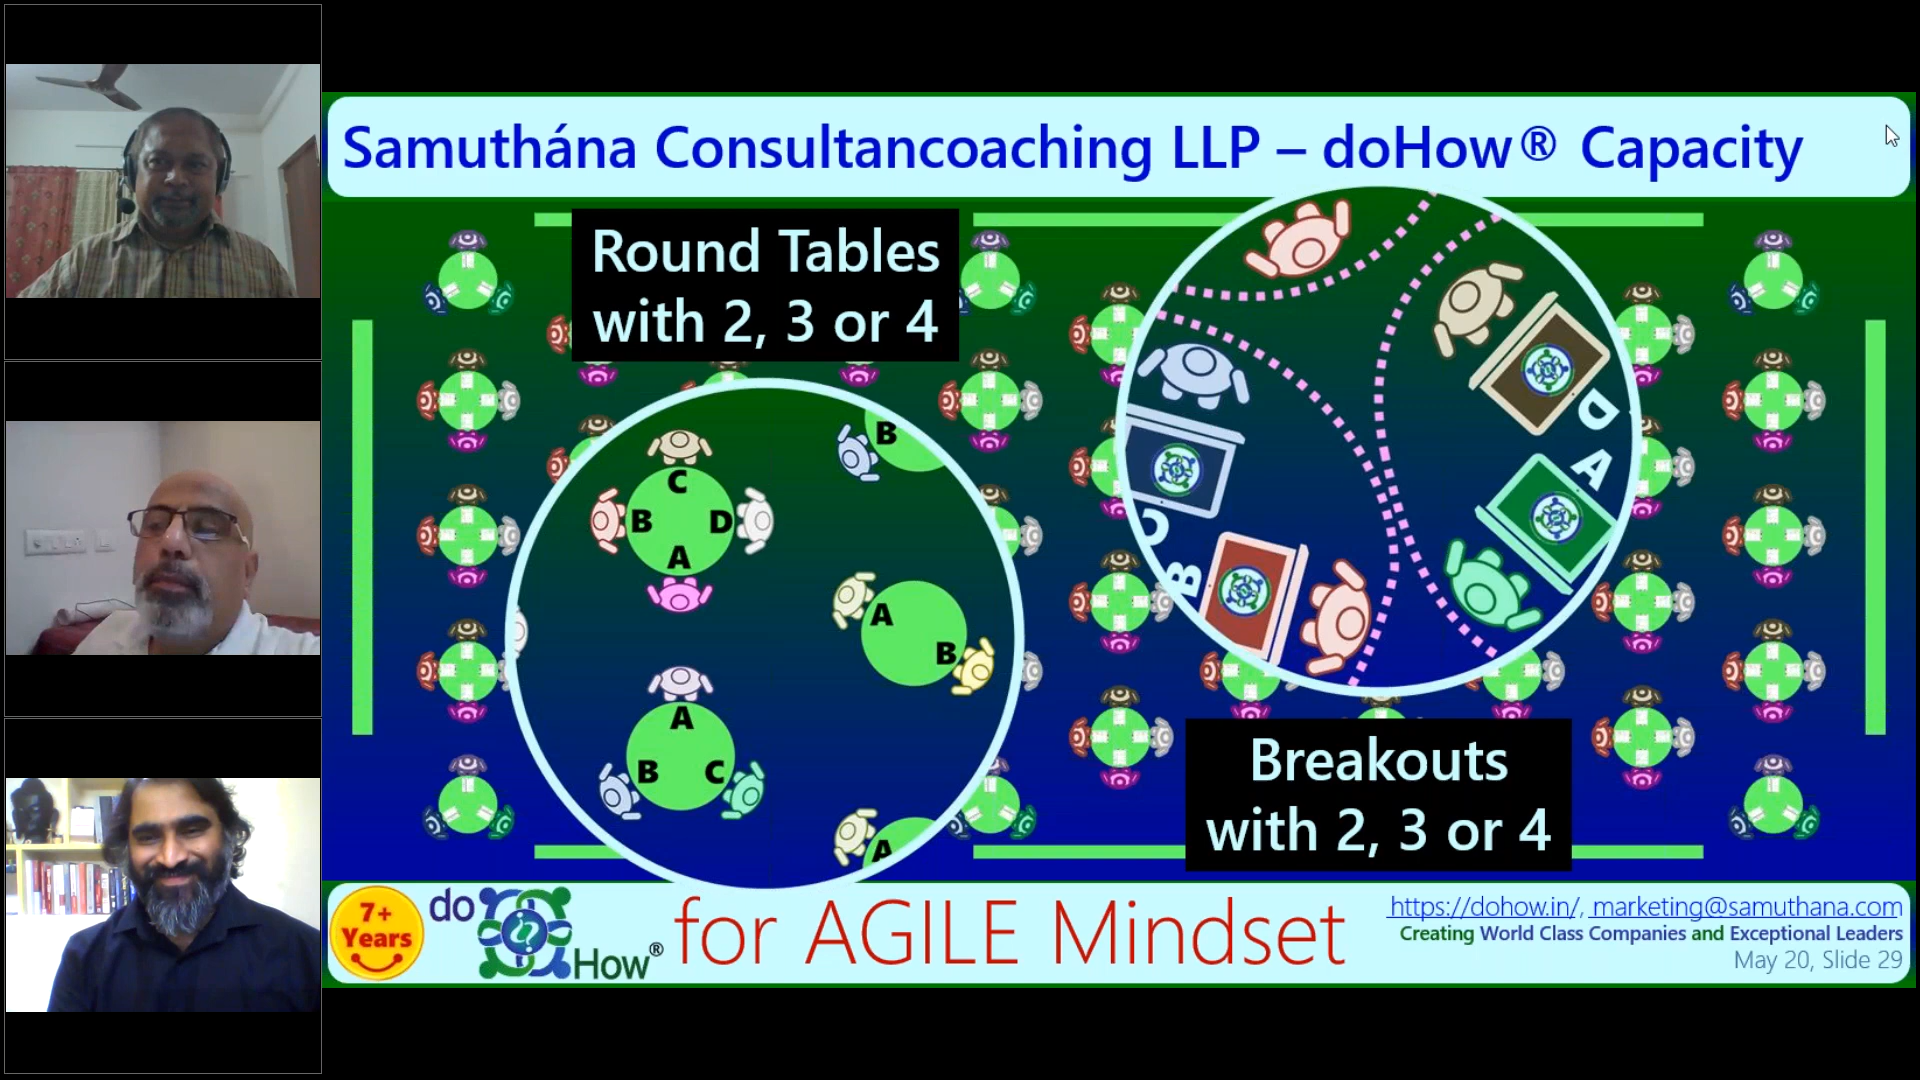 Samuthána Consultancoaching LLP – doHow® Capacity
Round Tables
with 2, 3 or 4
B
C
B D
A
A
B
A
B C
A
D
A
C
B
Breakouts
with 2, 3 or 4
7+
Years
do
How®
for AGILE Mindset
https://dohow.in/, marketing@samuthana.com
Creating World Class Companies and Exceptional Leaders
May 20, Slide 29